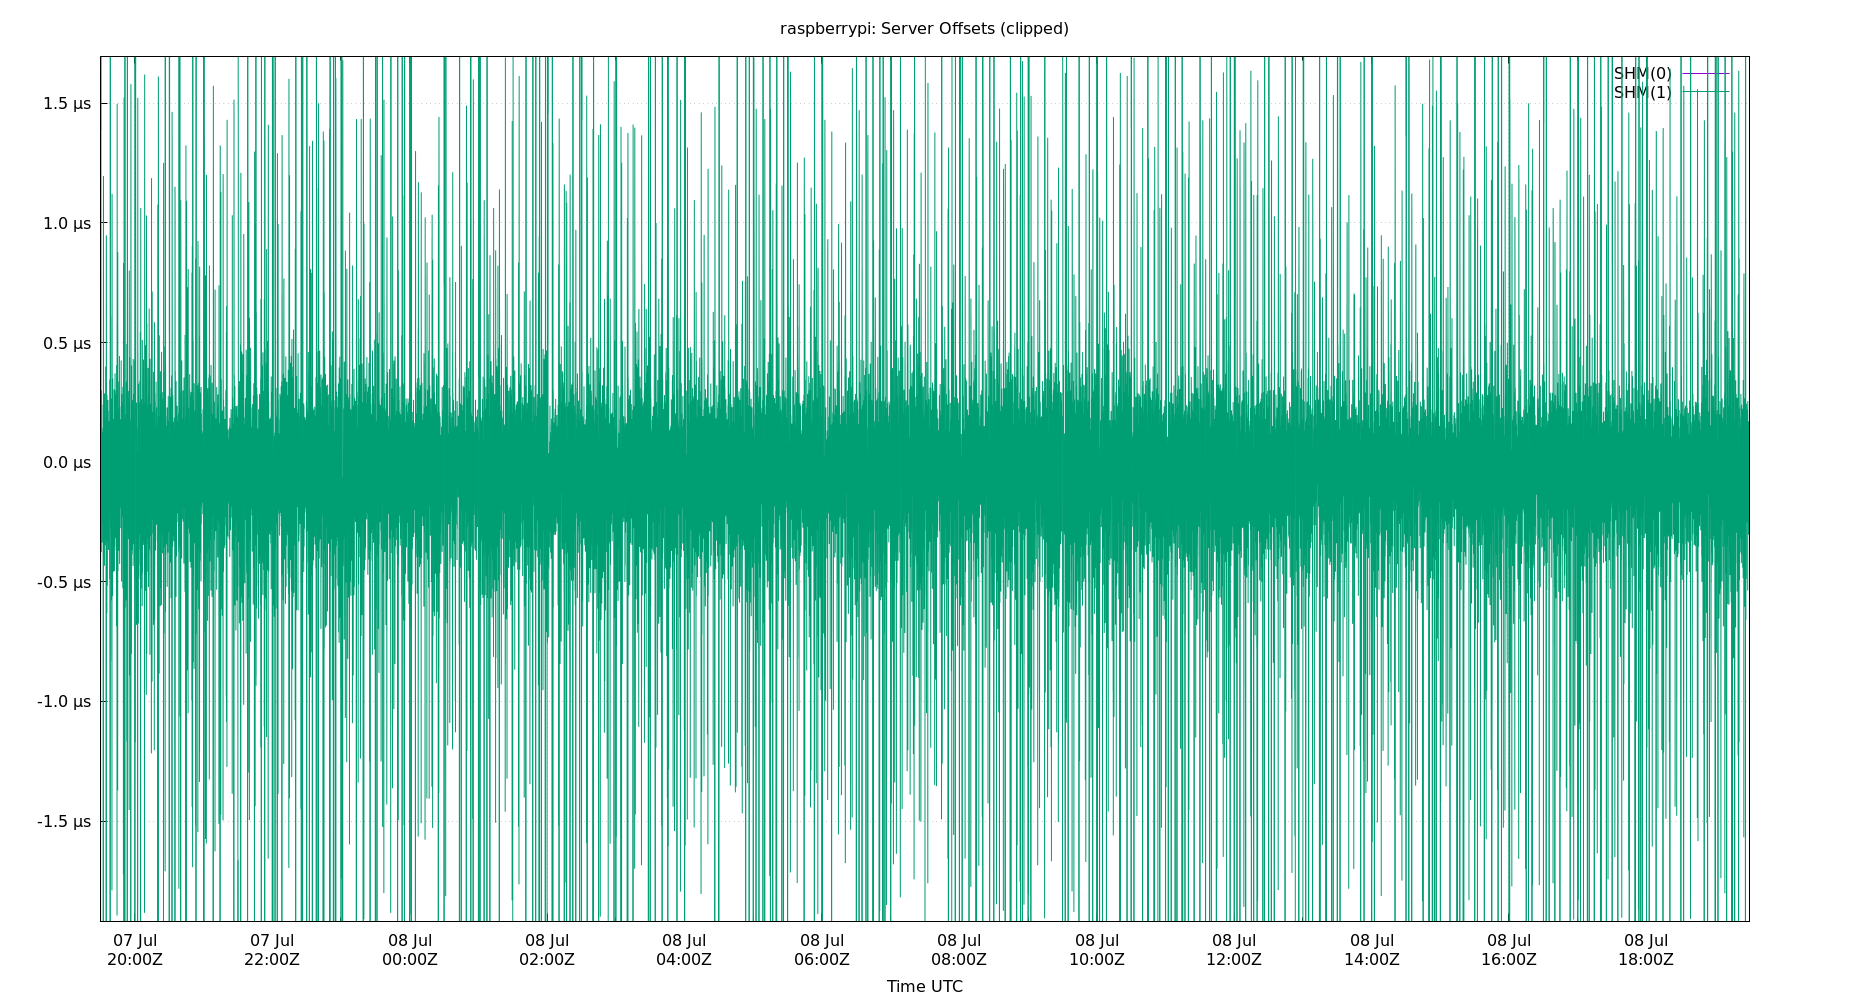 raspberrypi: Server Offsets (clipped)
SHM(0)
SHM(1)
1.5 µs
1.0 µs
0.5 µs
0.0 µs
-0.5 µs
-1.0 µs
-1.5 µs
07 Jul 07 Jul 08 Jul 08 Jul 08 Jul 08 Jul 08 Jul 08 Jul 08 Jul 08 Jul 08 Jul 08 Jul
20:00Z 22:00Z 00:00Z 02:00Z 04:00Z 06:00Z 08:00Z 10:00Z 12:00Z 14:00Z 16:00Z 18:00Z
Time UTC